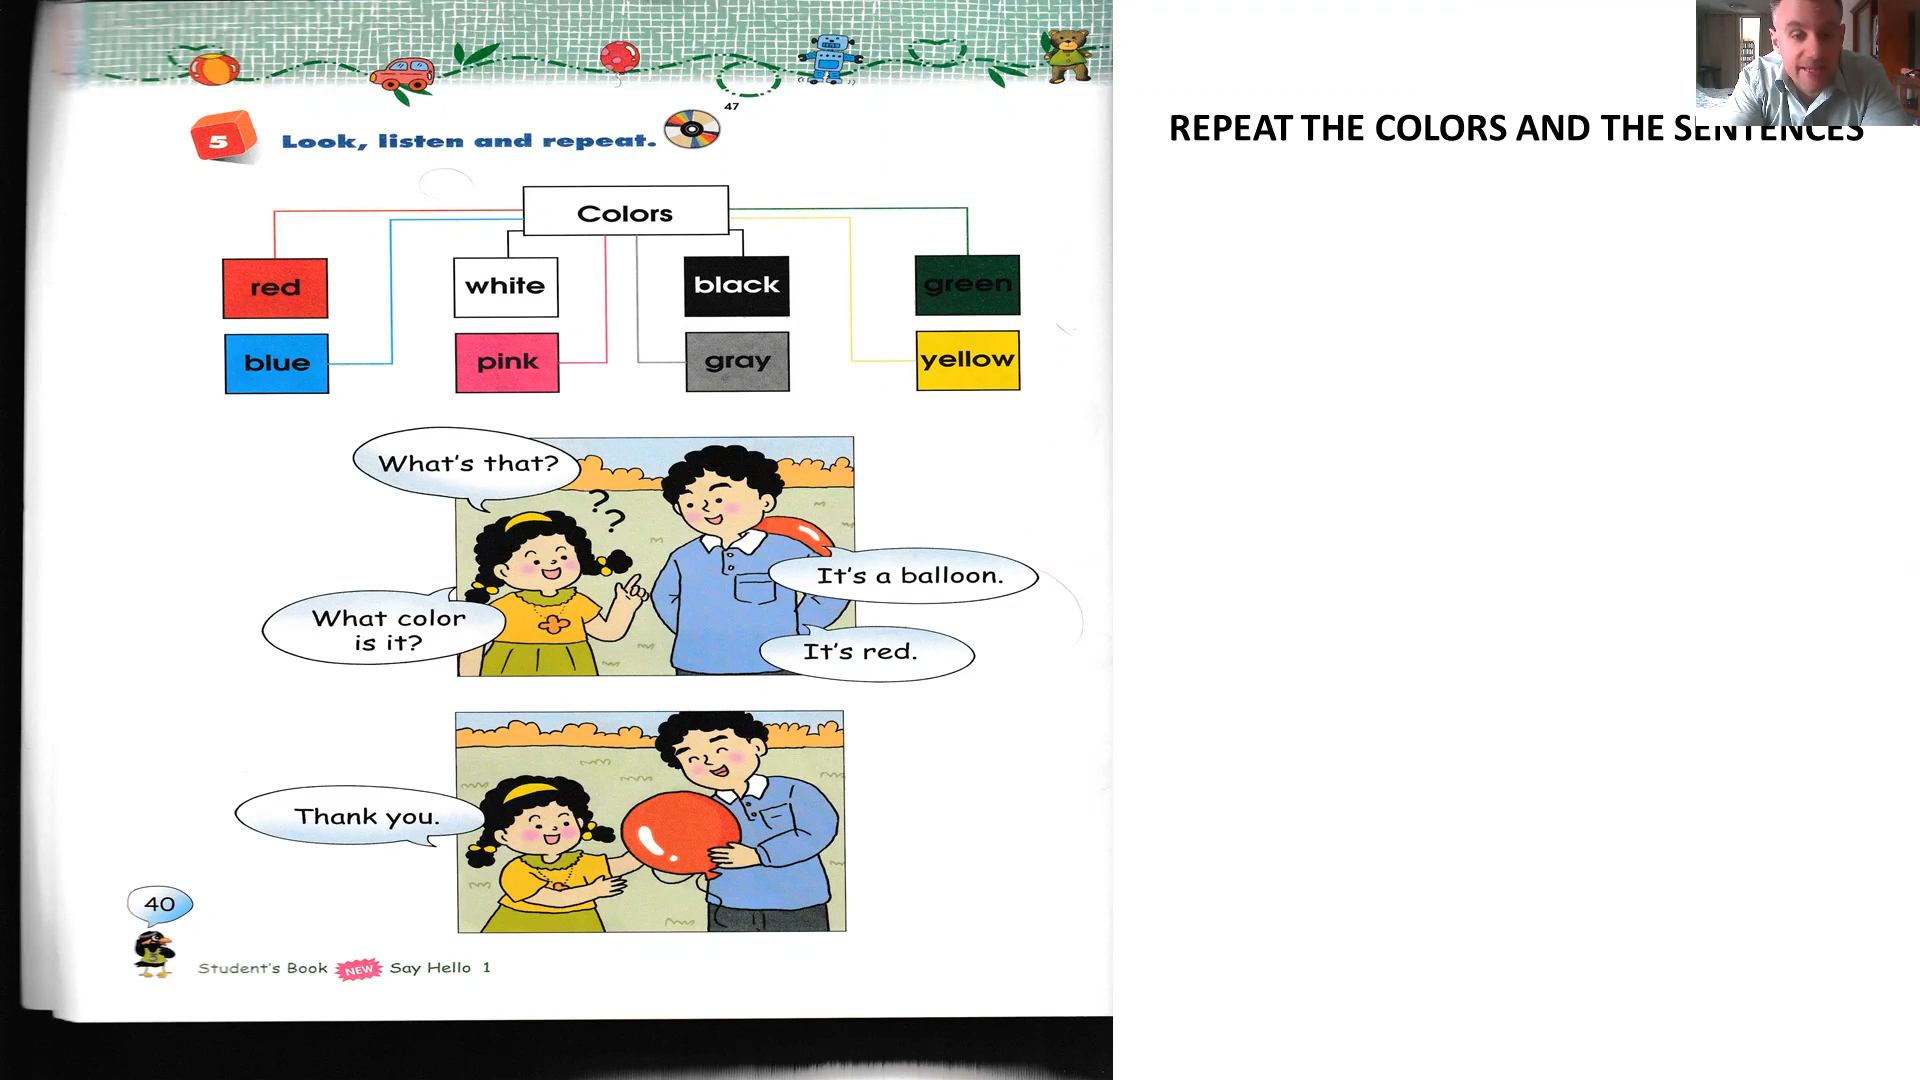 47
5 Look, listen and repeat.
Colors
red white black green
blue pink gray yellow
What's that?
It's a balloon.
What color
is it?
It's red.
Thank you.
40
Student's Book NEW Say Hello 1
REPEAT THE COLORS AND THE SENTENCES